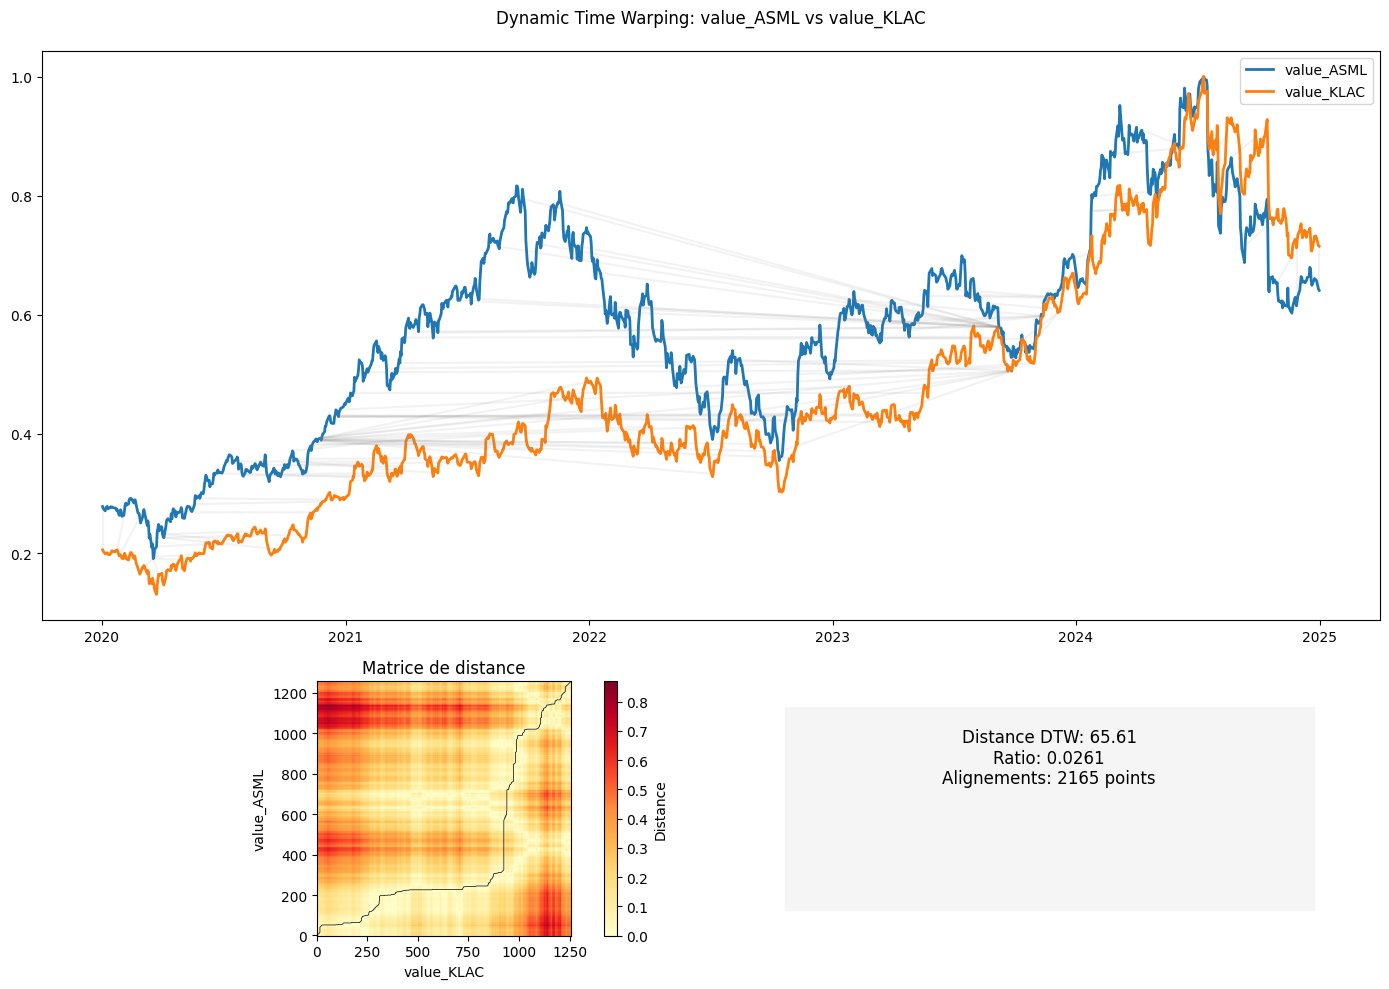 Dynamic Time Warping: value_ASML vs value_KLAC
value_ASML
value_KLAC
1.0
0.8
0.6
0.4
0.2
2020 2021 2022 2023 2024 2025
Matrice de distance
value_ASML
1200
1000
800
600
400
200
0
0 250 500 750 1000 1250
value_KLAC
0.8
0.7
0.6
0.5
0.4
0.3
0.2
0.1
0.0
Distance
Distance DTW: 65.61
Ratio: 0.0261
Alignements: 2165 points